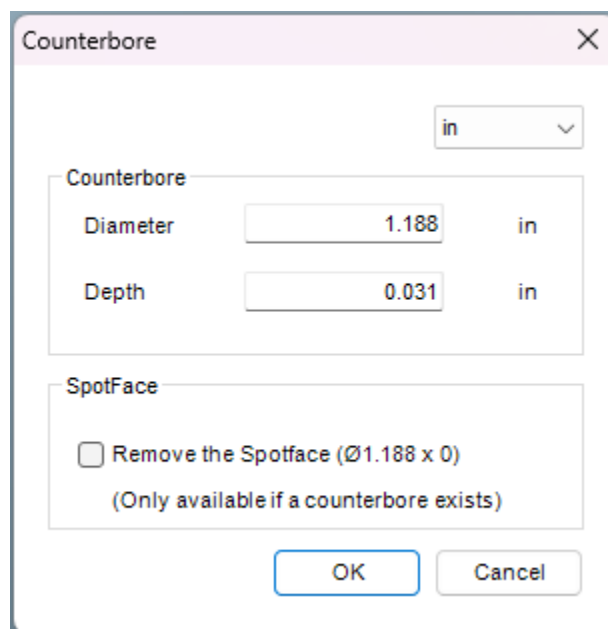 Counterbore
in
Counterbore
Diameter 1.188 in
Depth 0.031 in
SpotFace
Remove the Spotface (Ø1.188 x 0)
(Only available if a counterbore exists)
OK Cancel